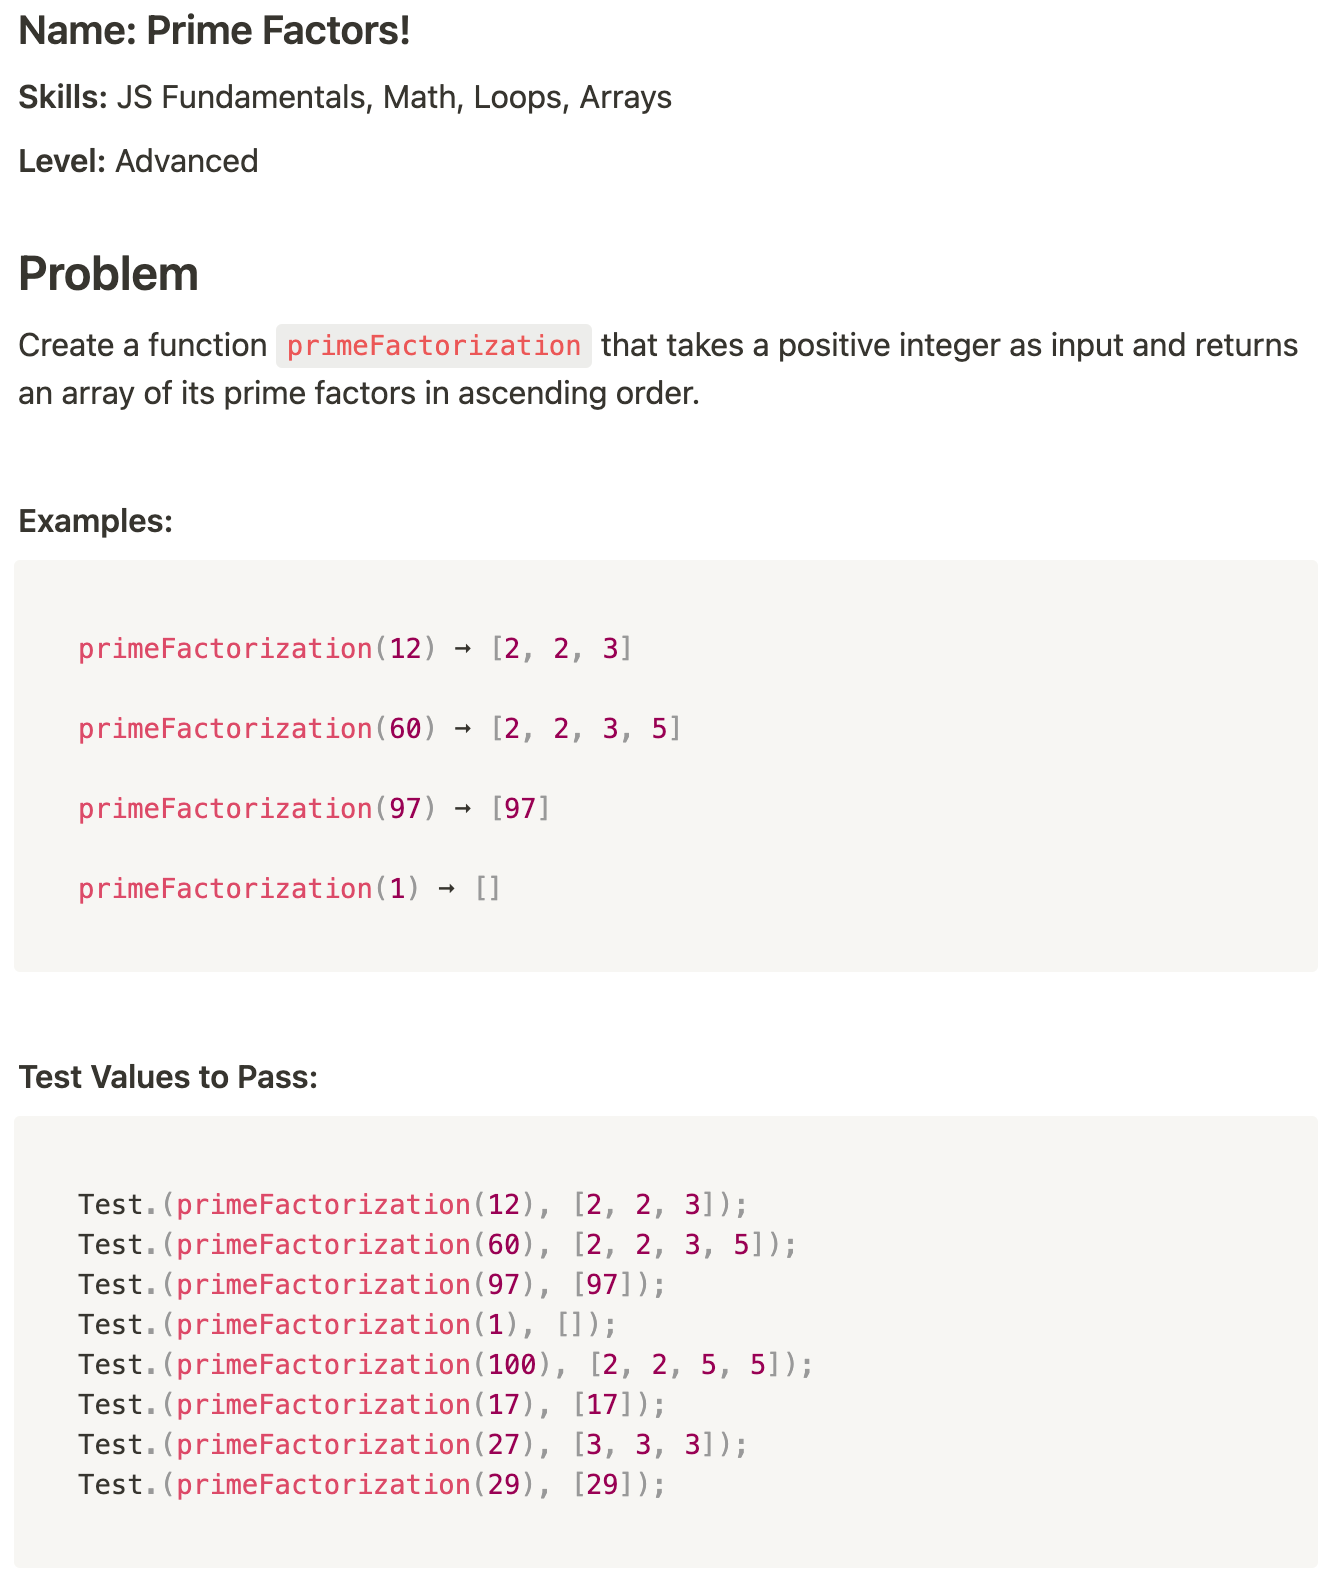 Name: Prime Factors!
Skills: JS Fundamentals, Math, Loops, Arrays
Level: Advanced
Problem
Create a function primeFactorization that takes a positive integer as input and returns
an array of its prime factors in ascending order.
Examples:
primeFactorization(12) → [2, 2, 3]
primeFactorization(60) → [2, 2, 3, 5]
primeFactorization(97) → [97]
primeFactorization(1) → []
Test Values to Pass:
Test.(primeFactorization(12), [2, 2, 3]);
Test.(primeFactorization(60), [2, 2, 3, 5]);
Test.(primeFactorization(97), [97]);
Test.(primeFactorization(1), []);
Test.(primeFactorization(100), [2, 2, 5, 5]);
Test.(primeFactorization(17), [17]);
Test.(primeFactorization(27), [3, 3, 3]);
Test.(primeFactorization(29), [29]);